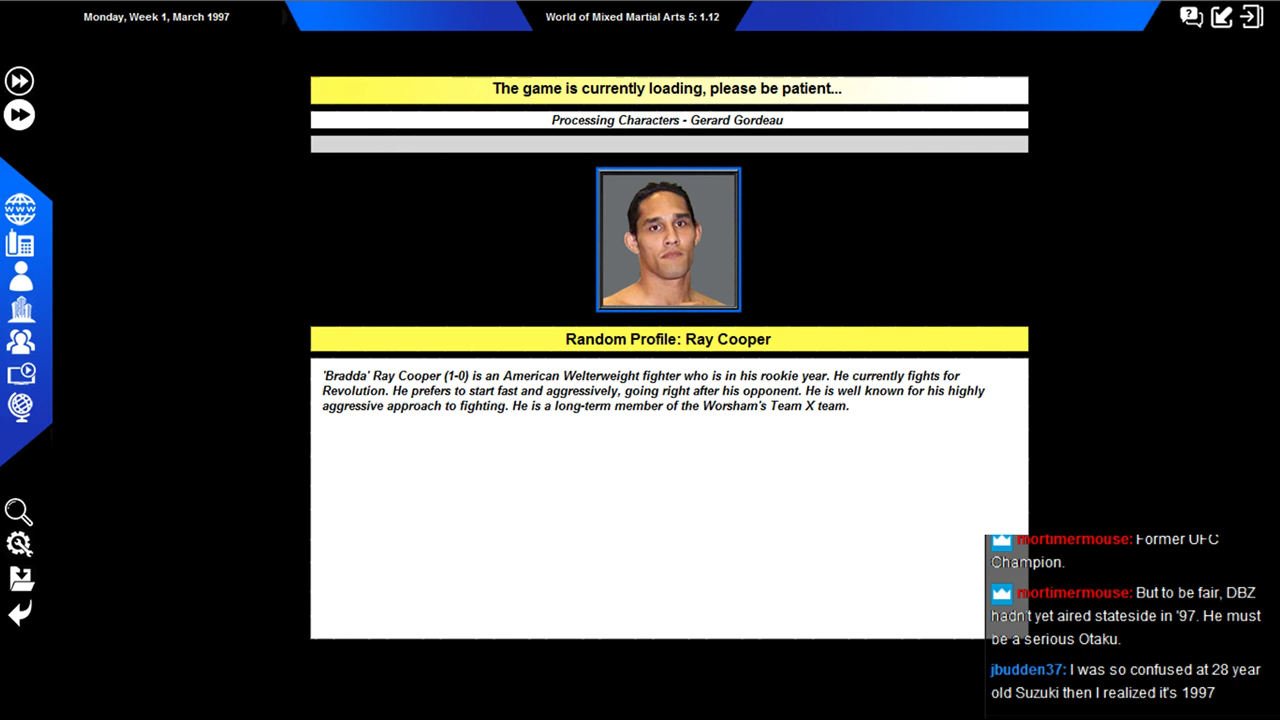 Monday, Week 1, March 1997
World of Mixed Martial Arts 5: 1.12
The game is currently loading, please be patient...
Processing Characters - Gerard Gordeau
WWW
Random Profile: Ray Cooper
'Bradda' Ray Cooper (1-0) is an American Welterweight fighter who is in his rookie year. He currently fights for
Revolution. He prefers to start fast and aggressively, going right after his opponent. He is well known for his highly
aggressive approach to fighting. He is a long-term member of the Worsham's Team X team.
mortimermouse: Former UFC
Champion.
mortimermouse: But to be fair, DBZ
hadn't yet aired stateside in '97. He must
be a serious Otaku.
jbudden37: I was so confused at 28 year
old Suzuki then I realized it's 1997